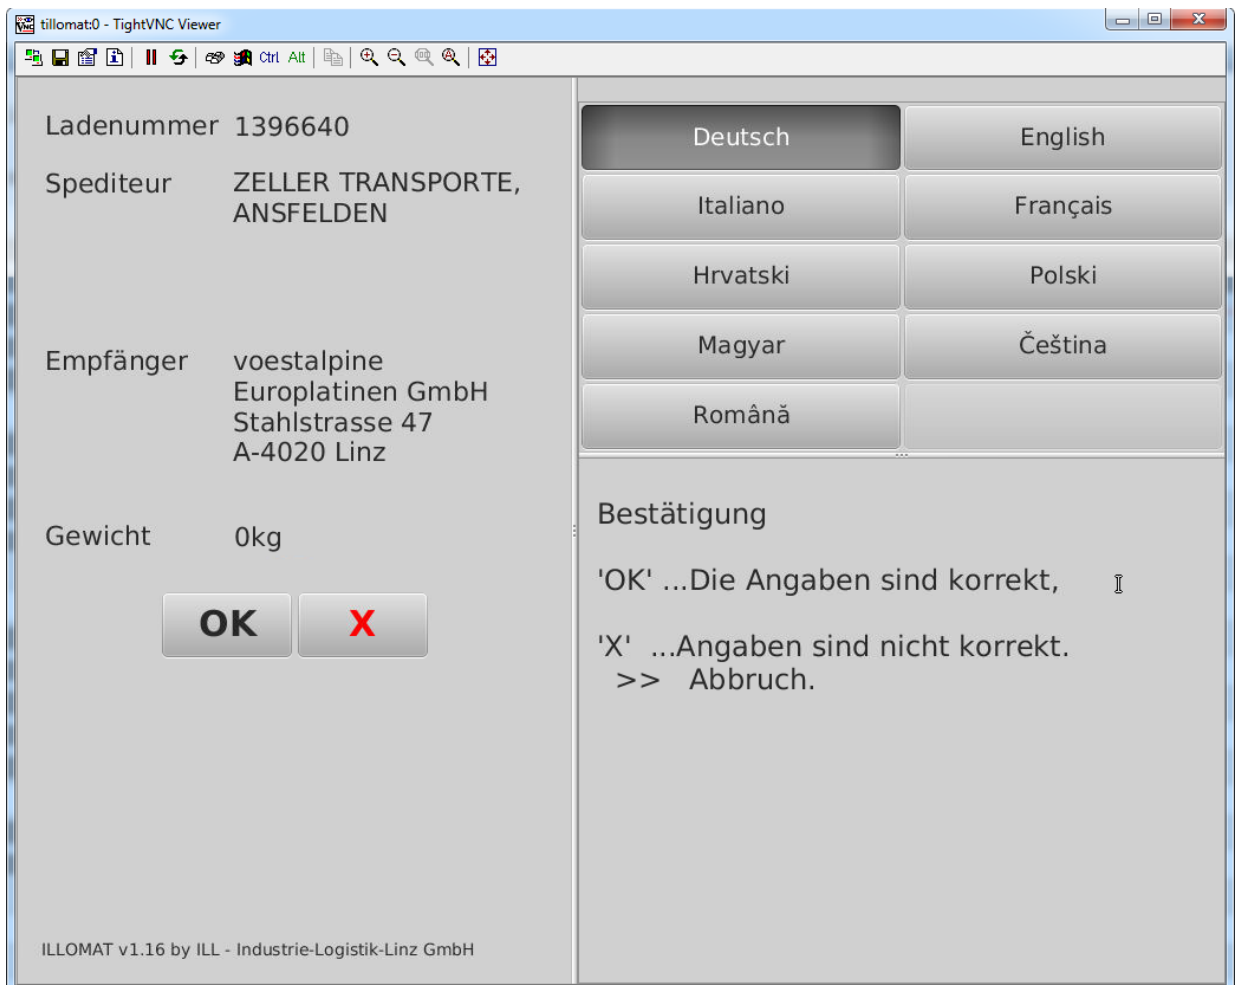 tillomat:0 - TightVNC Viewer
Ctrl Alt
Ladenummer 1396640
Spediteur ZELLER TRANSPORTE,
ANSFELDEN
Empfänger voestalpine
Europlatinen GmbH
Stahlstrasse 47
A-4020 Linz
Gewicht 0kg
OK X
ILLOMAT v1.16 by ILL - Industrie-Logistik-Linz GmbH
Deutsch English
Italiano Français
Hrvatski Polski
Magyar Čeština
Română
Bestätigung
'OK' ...Die Angaben sind korrekt,
'X' ...Angaben sind nicht korrekt.
>> Abbruch.